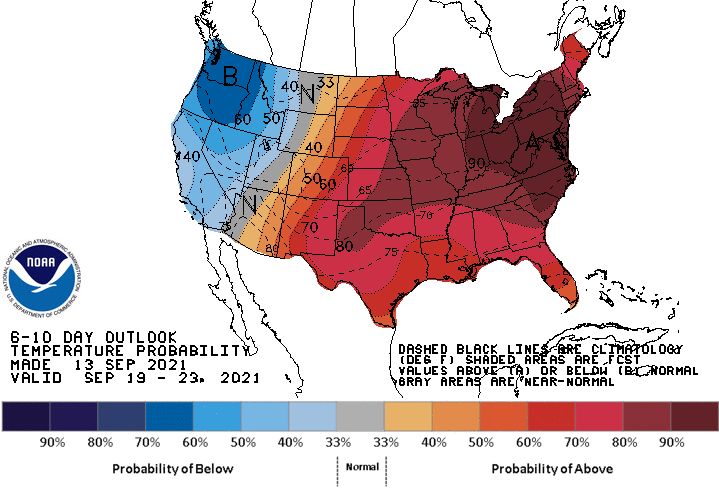 B
40
N
33
60
50
40
40
90
A
50
60
65
N
70
70
75
80
80
75
NATIONAL OCEANIC AND ATMOSPHERIC ADMINISTRATION
NOAA
U.S. DEPARTMENT OF COMMERCE
6-10 DAY OUTLOOK
TEMPERATURE PROBABILITY
MADE 13 SEP 2021
VALID SEP 19 - 23, 2021
DASHED BLACK LINES ARE CLIMATOLOGY
(DEG F) SHADED AREAS ARE FCST
VALUES ABOVE (A) OR BELOW (B) NORMAL
GRAY AREAS ARE NEAR-NORMAL
90% 80% 70% 60% 50% 40% 33% 33% 40% 50% 60% 70% 80% 90%
Probability of Below Normal Probability of Above